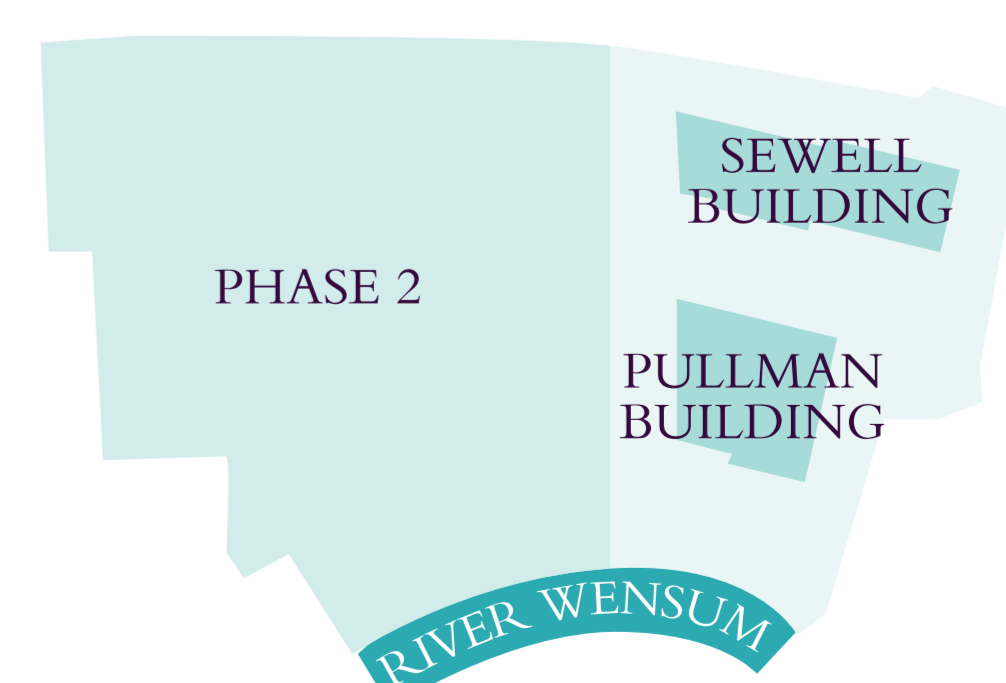 SEWELL
BUILDING
PHASE 2
PULLMAN
BUILDING
RIVER WENSUM